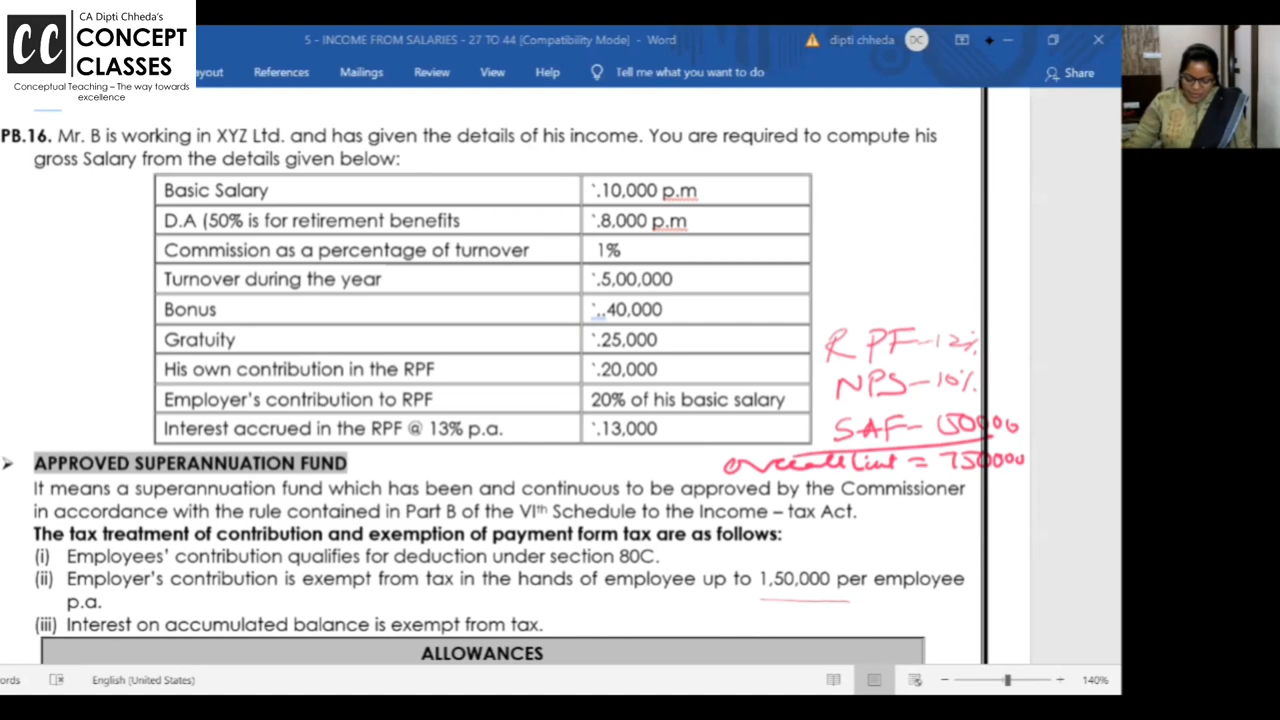 CA Dipti Chheda's
CC CONCEPT
CLASSES
Conceptual Teaching – The way towards
excellence
5 - INCOME FROM SALARIES - 27 TO 44 [Compatibility Mode] - Word
dipti chheda
DC
ayout References Mailings Review View Help Tell me what you want to do
Share
PB.16. Mr. B is working in XYZ Ltd. and has given the details of his income. You are required to compute his
gross Salary from the details given below:
Basic Salary `.10,000 p.m
D.A (50% is for retirement benefits `.8,000 p.m
Commission as a percentage of turnover 1%
Turnover during the year `.5,00,000
Bonus `..40,000
Gratuity `.25,000
His own contribution in the RPF `.20,000
Employer's contribution to RPF 20% of his basic salary
Interest accrued in the RPF @ 13% p.a. `.13,000
RPF-12%
NPS-10%
SAF- 150000
overall limit = 750000
➢ APPROVED SUPERANNUATION FUND
It means a superannuation fund which has been and continuous to be approved by the Commissioner
in accordance with the rule contained in Part B of the VIth Schedule to the Income – tax Act.
The tax treatment of contribution and exemption of payment form tax are as follows:
(i) Employees' contribution qualifies for deduction under section 80C.
(ii) Employer's contribution is exempt from tax in the hands of employee up to 1,50,000 per employee
p.a.
(iii) Interest on accumulated balance is exempt from tax.
ALLOWANCES
ords English (United States) 140%